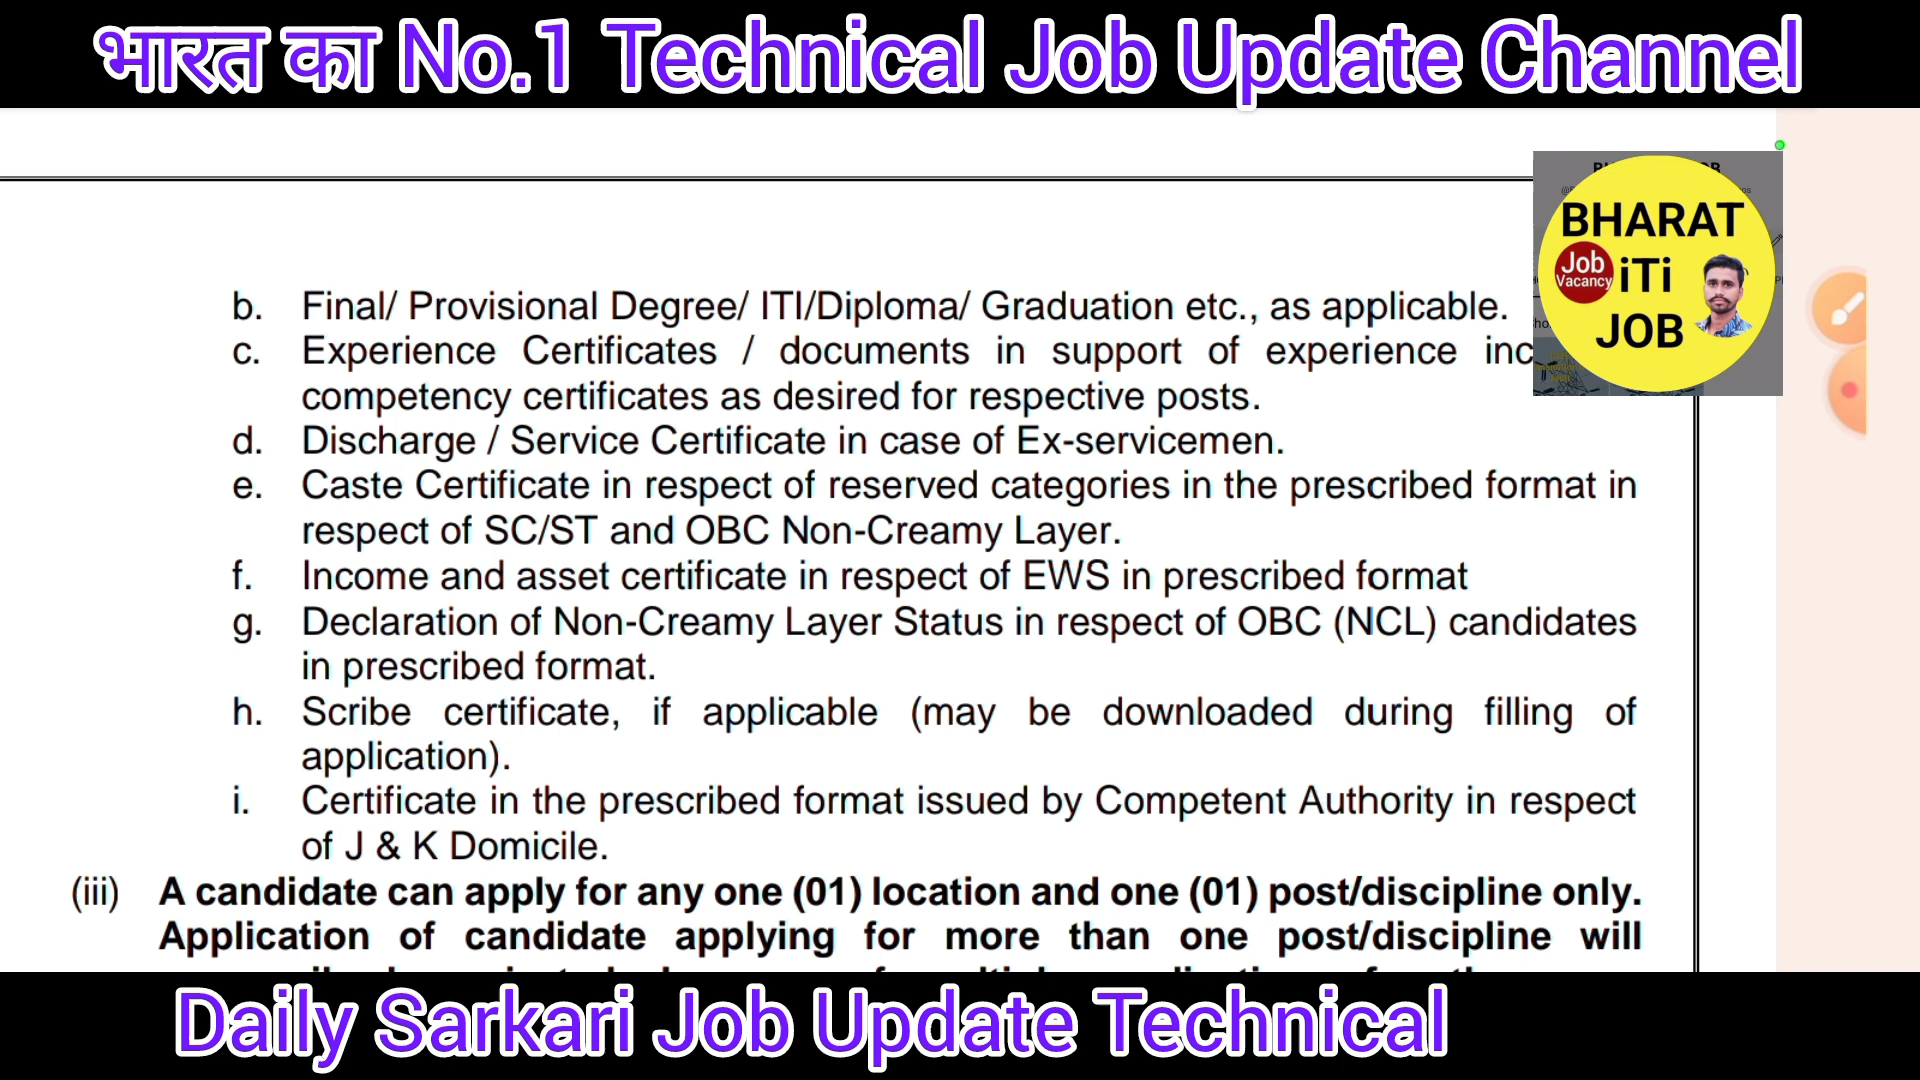 भारत का No.1 Technical Job Update Channel
BHARAT
Job
Vacancy
iTi
JOB
b. Final/ Provisional Degree/ ITI/Diploma/ Graduation etc., as applicable.
c. Experience Certificates / documents in support of experience inc
competency certificates as desired for respective posts.
d. Discharge / Service Certificate in case of Ex-servicemen.
e. Caste Certificate in respect of reserved categories in the prescribed format in
respect of SC/ST and OBC Non-Creamy Layer.
f. Income and asset certificate in respect of EWS in prescribed format
g. Declaration of Non-Creamy Layer Status in respect of OBC (NCL) candidates
in prescribed format.
h. Scribe certificate, if applicable (may be downloaded during filling of
application).
i. Certificate in the prescribed format issued by Competent Authority in respect
of J & K Domicile.
(iii) A candidate can apply for any one (01) location and one (01) post/discipline only.
Application of candidate applying for more than one post/discipline will
Daily Sarkari Job Update Technical